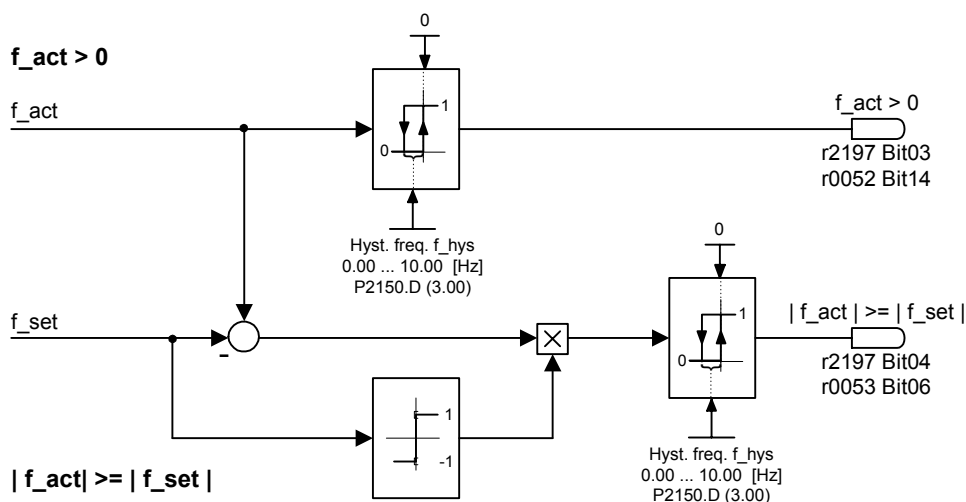 0
f_act > 0
f_act
1
0
f_act > 0
r2197 Bit03
r0052 Bit14
Hyst. freq. f_hys
0.00 ... 10.00 [Hz]
P2150.D (3.00)
0
f_set
-
1
0
| f_act | >= | f_set |
r2197 Bit04
r0053 Bit06
1
-1
Hyst. freq. f_hys
0.00 ... 10.00 [Hz]
P2150.D (3.00)
| f_act| >= | f_set |